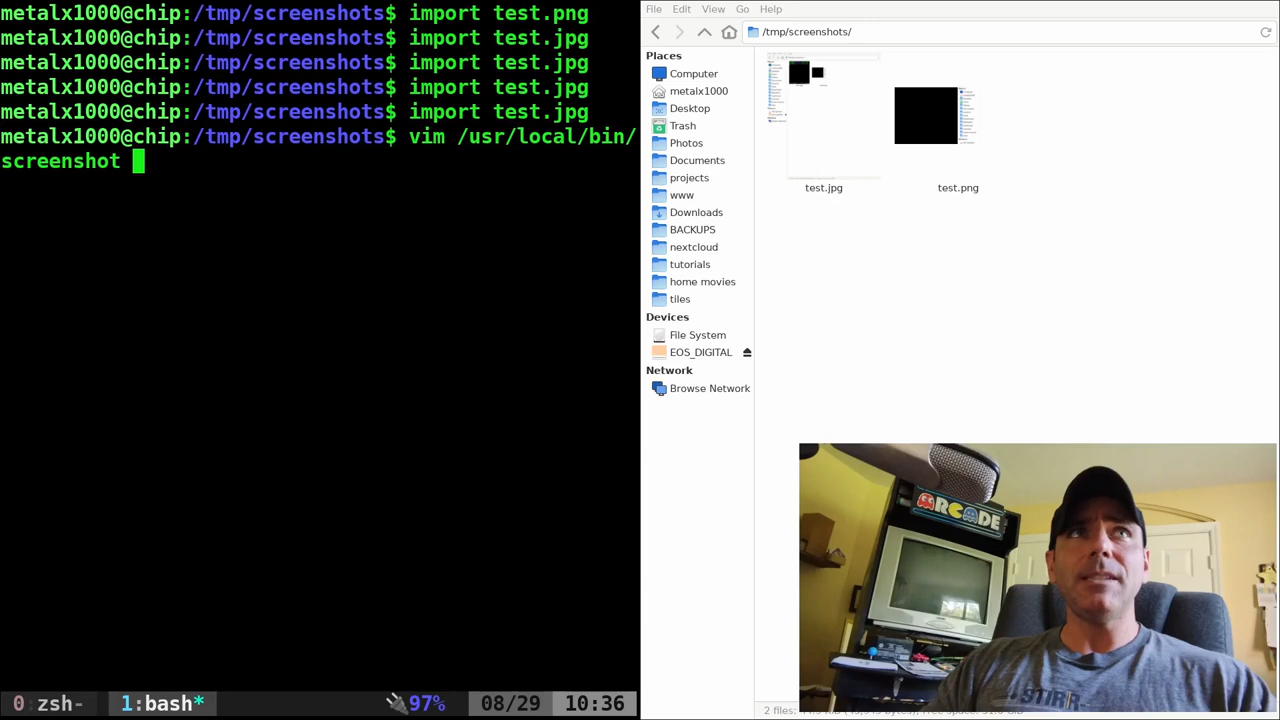 metalx1000@chip:/tmp/screenshots$ import test.png
metalx1000@chip:/tmp/screenshots$ import test.jpg
metalx1000@chip:/tmp/screenshots$ import test.jpg
metalx1000@chip:/tmp/screenshots$ import test.jpg
metalx1000@chip:/tmp/screenshots$ import test.jpg
metalx1000@chip:/tmp/screenshots$ vim /usr/local/bin/
screenshot
0 zsh- 1:bash* 97% 08/29 10:36
File Edit View Go Help
/tmp/screenshots/
Places
Computer
metalx1000
Desktop
Trash
Photos
Documents
projects
www
Downloads
BACKUPS
nextcloud
tutorials
home movies
tiles
Devices
File System
EOS_DIGITAL
Network
Browse Network
test.jpg test.png
ARCADE
2 files: